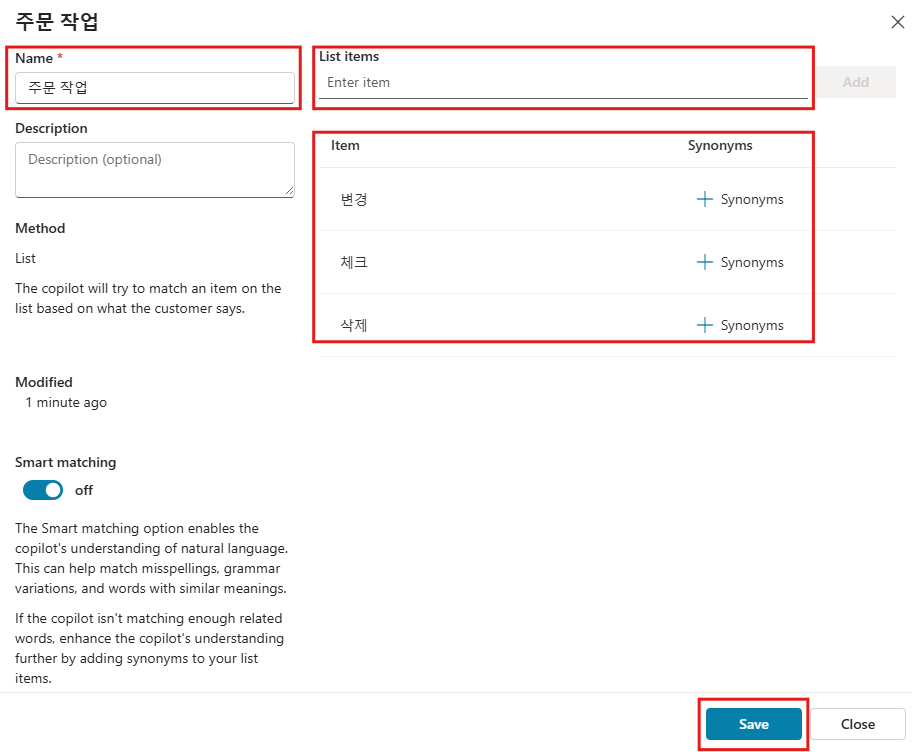 주문 작업
Name *
주문 작업
Description
Description (optional)
Method
List
The copilot will try to match an item on the
list based on what the customer says.
Modified
1 minute ago
Smart matching
off
The Smart matching option enables the
copilot's understanding of natural language.
This can help match misspellings, grammar
variations, and words with similar meanings.
If the copilot isn't matching enough related
words, enhance the copilot's understanding
further by adding synonyms to your list
items.
List items
Enter item
Add
Item Synonyms
변경 Synonyms
체크 Synonyms
삭제 Synonyms
Save
Close